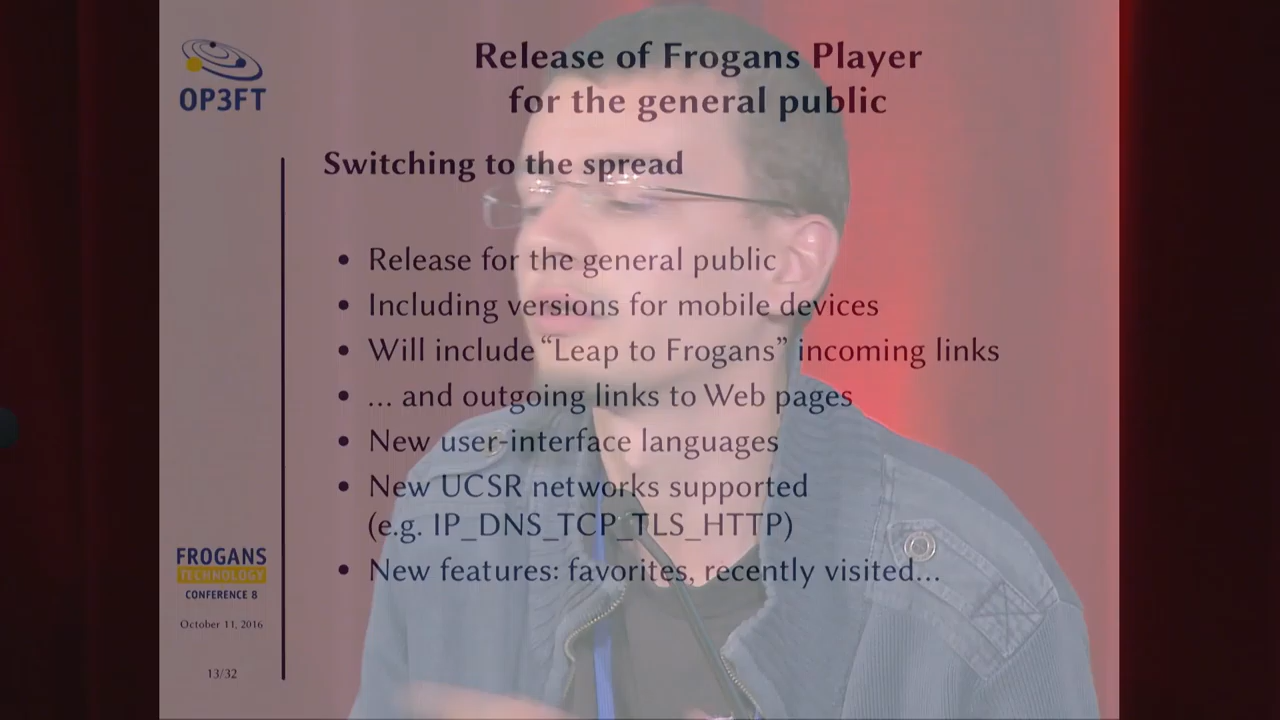 OP3FT
Release of Frogans Player
for the general public
Switching to the spread
• Release for the general public
• Including versions for mobile devices
• Will include “Leap to Frogans” incoming links
• ... and outgoing links to Web pages
• New user-interface languages
• New UCSR networks supported
(e.g. IP_DNS_TCP_TLS_HTTP)
• New features: favorites, recently visited...
FROGANS
TECHNOLOGY
CONFERENCE 8
October 11, 2016
13/32